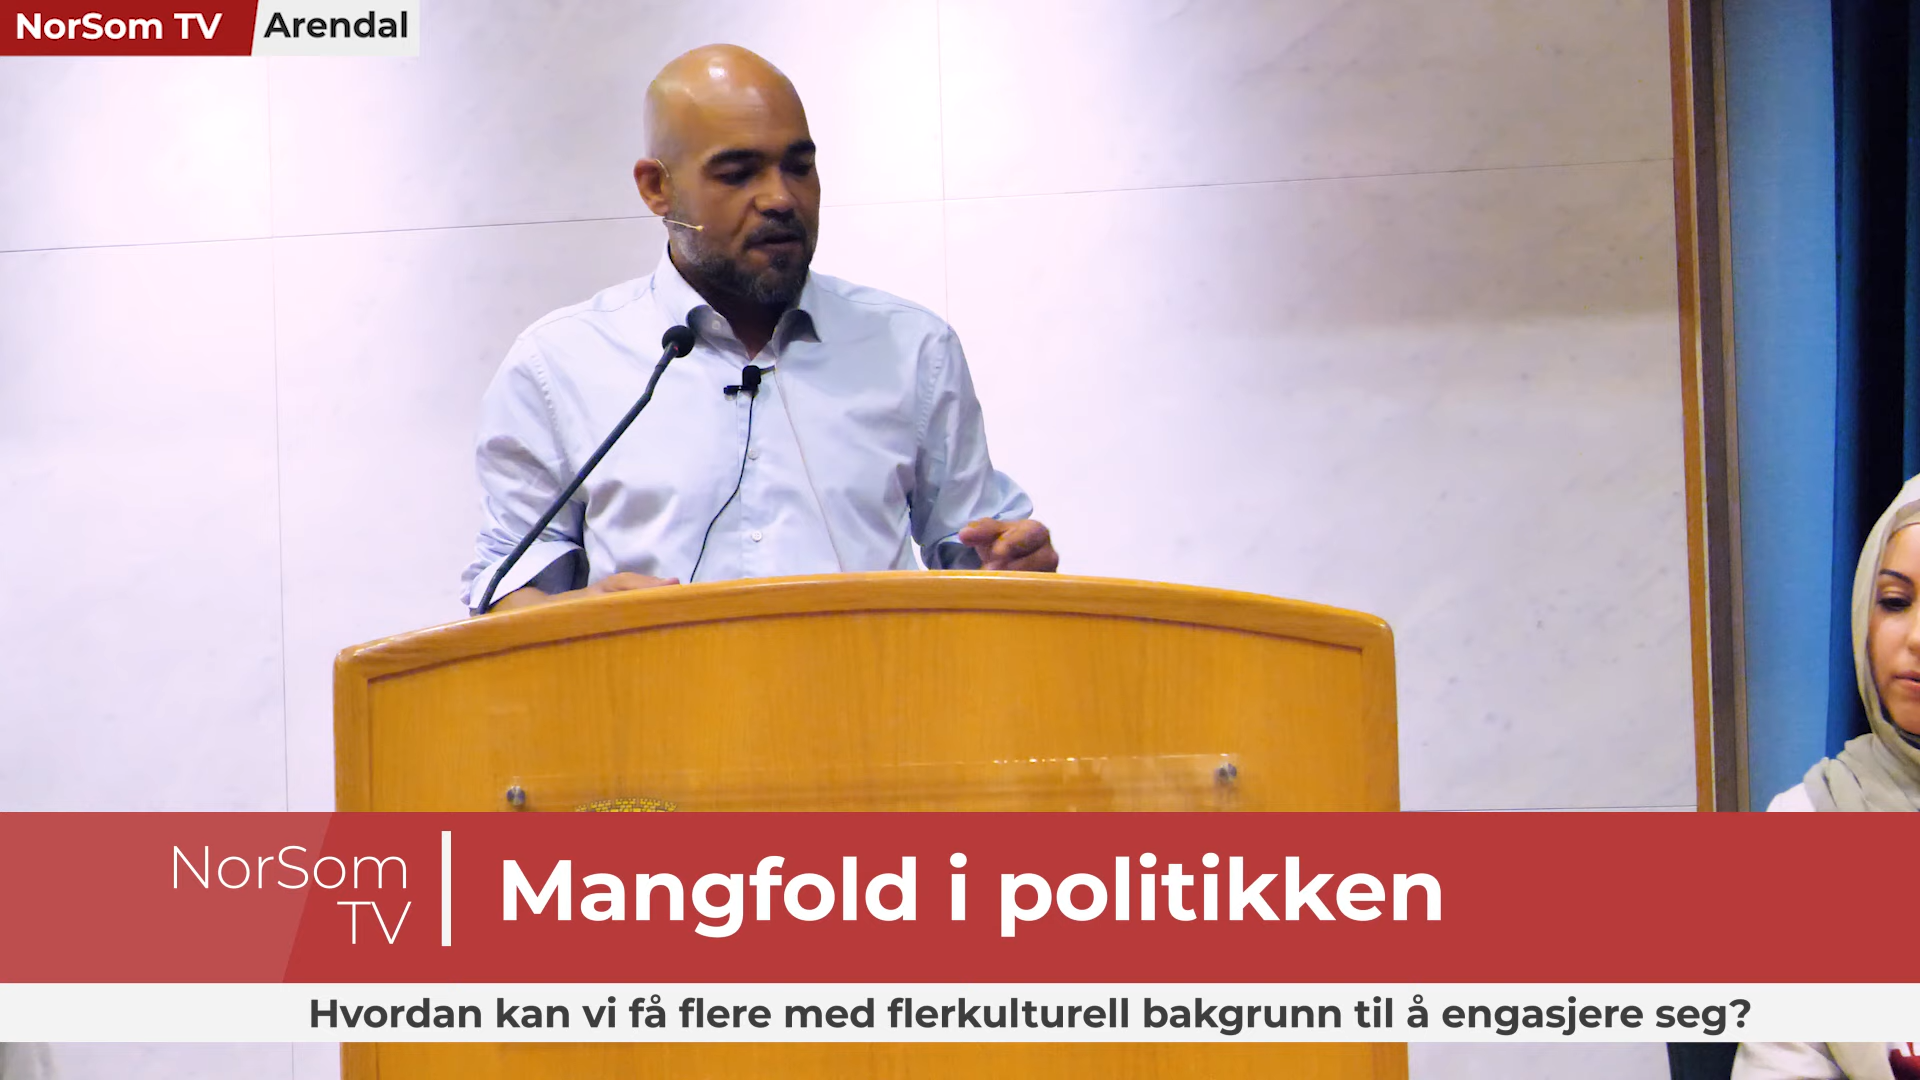 NorSom TV Arendal
NorSom
TV
Mangfold i politikken
Hvordan kan vi få flere med flerkulturell bakgrunn til å engasjere seg?